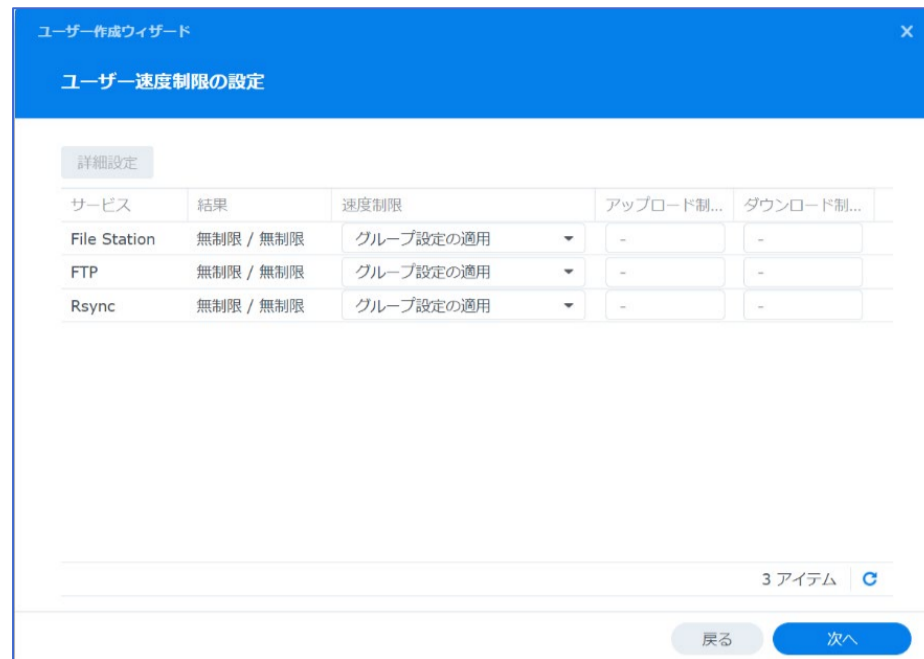 ユーザー作成ウィザード
ユーザー速度制限の設定
詳細設定
サービス 結果 速度制限 アップロード制... ダウンロード制...
File Station 無制限 / 無制限 グループ設定の適用 - -
FTP 無制限 / 無制限 グループ設定の適用 - -
Rsync 無制限 / 無制限 グループ設定の適用 - -
3 アイテム
戻る 次へ